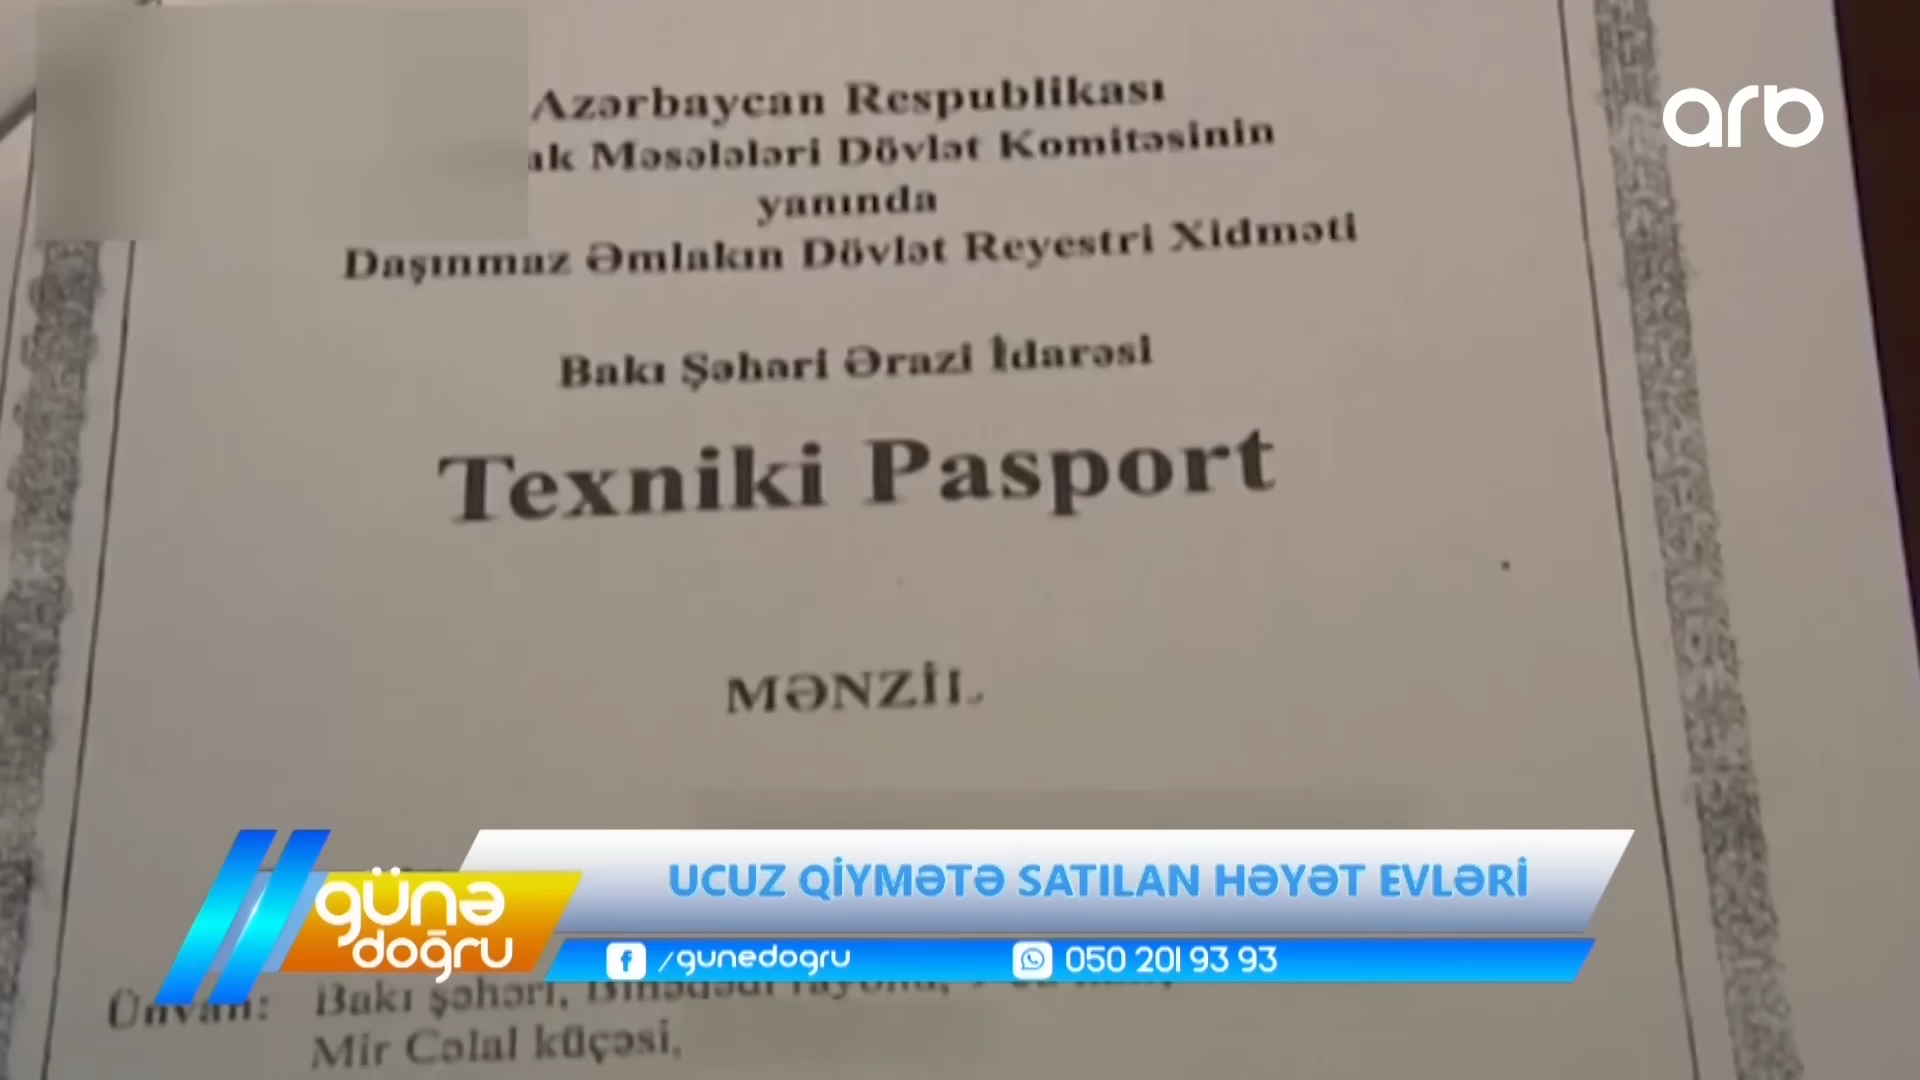 Azərbaycan Respublikası
arb
Məsələləri Dövlət Komitəsinin
yanında
Daşınmaz Əmlakın Dövlət Reyestri Xidməti
Bakı Şəhəri Ərazi İdarəsi
Texniki Pasport
MƏNZİL
UCUZ QİYMƏTƏ SATILAN HƏYƏT EVLƏRİ
günə
doğru
/gunedogru
050 201 93 93
Ünvan: Bakı şəhəri,
Mir Cəlal küçəsi,